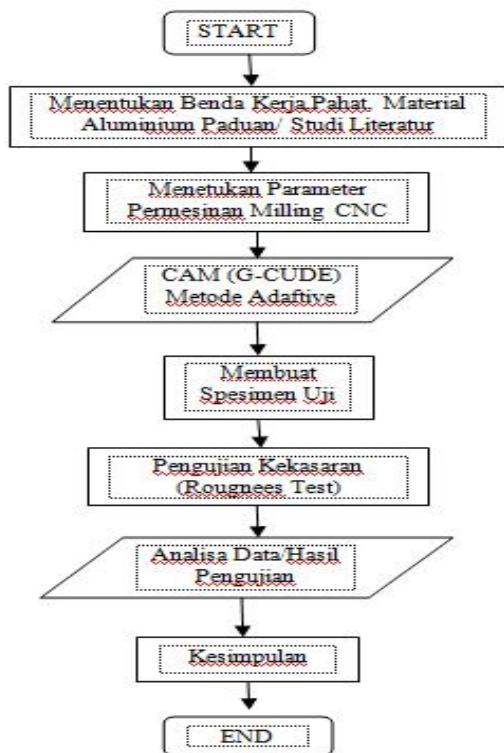 START
Menentukan Benda Kerja,Pahat, Material
Aluminium Paduan/ Studi Literatur
Menetukan Parameter
Permesinan Milling CNC
CAM (G-CUDE)
Metode Adaftive
Membuat
Spesimen Uji
Pengujian Kekasaran
(Rougnees Test)
Analisa Data/Hasil
Pengujian
Kesimpulan
END